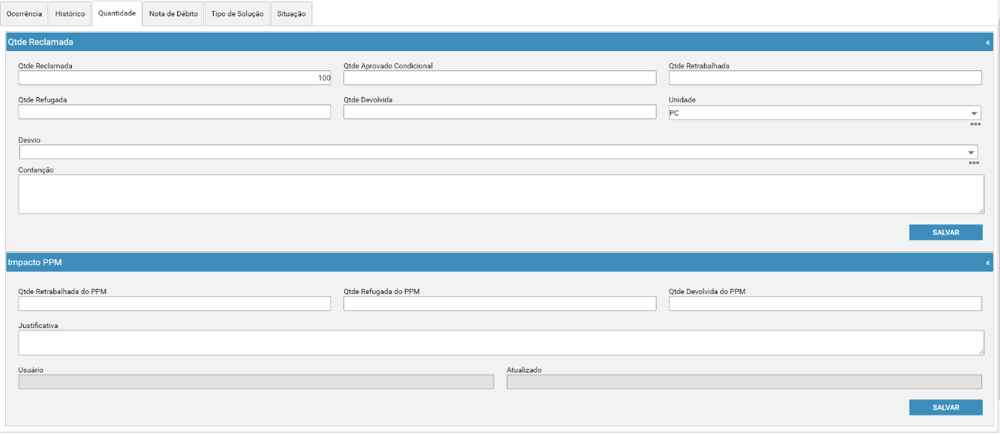 Ocorrência Histórico Quantidade Nota de Débito Tipo de Solução Situação
Qtde Reclamada «
Qtde Reclamada Qtde Aprovado Condicional Qtde Retrabalhada
100
Qtde Refugada Qtde Devolvida Unidade
PC
Desvio
Contenção
SALVAR
Impacto PPM «
Qtde Retrabalhada do PPM Qtde Refugada do PPM Qtde Devolvida do PPM
Justificativa
Usuário Atualizado
SALVAR